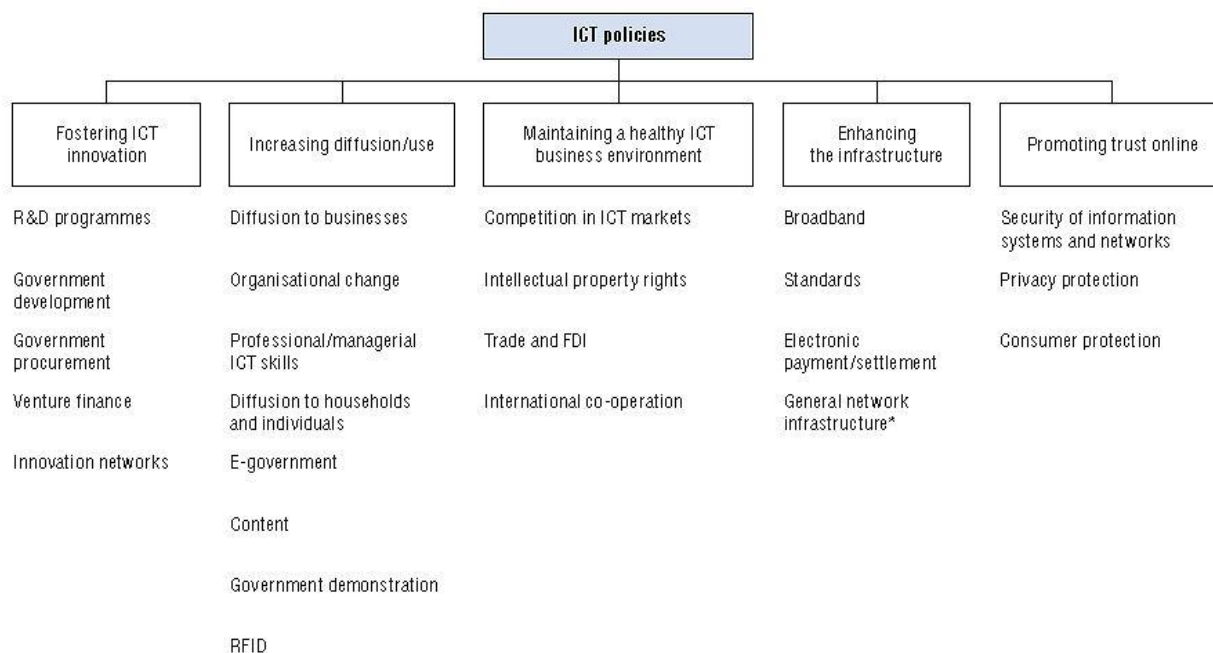 ICT policies
Fostering ICT
innovation
Increasing diffusion/use
Maintaining a healthy ICT
business environment
Enhancing
the infrastructure
Promoting trust online
R&D programmes
Government
development
Government
procurement
Venture finance
Innovation networks
Diffusion to businesses
Organisational change
Professional/managerial
ICT skills
Diffusion to households
and individuals
E-government
Content
Government demonstration
RFID
Competition in ICT markets
Intellectual property rights
Trade and FDI
International co-operation
Broadband
Standards
Electronic
payment/settlement
General network
infrastructure*
Security of information
systems and networks
Privacy protection
Consumer protection